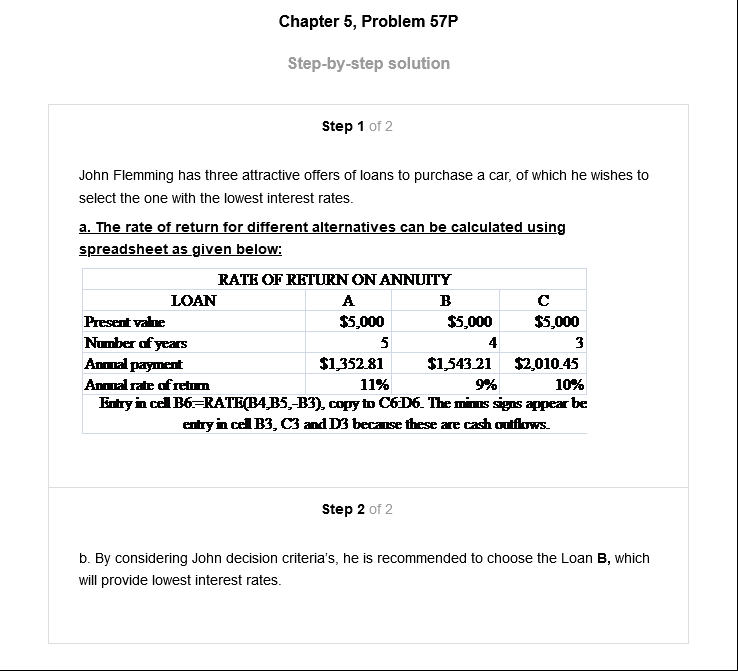 Chapter 5, Problem 57P
Step-by-step solution
Step 1 of 2
John Flemming has three attractive offers of loans to purchase a car, of which he wishes to
select the one with the lowest interest rates.
a. The rate of return for different alternatives can be calculated using
spreadsheet as given below:
RATE OF RETURN ON ANNUITY
LOAN A B C
Present value $5,000 $5,000 $5,000
Number of years 5 4 3
Annual payment $1,352.81 $1,543.21 $2,010.45
Annual rate of return 11% 9% 10%
Entry in cell B6:=RATE(B4,B5,-B3), copy to C6:D6. The minus signs appear be
entry in cell B3, C3 and D3 because these are cash outflows.
Step 2 of 2
b. By considering John decision criteria's, he is recommended to choose the Loan B, which
will provide lowest interest rates.